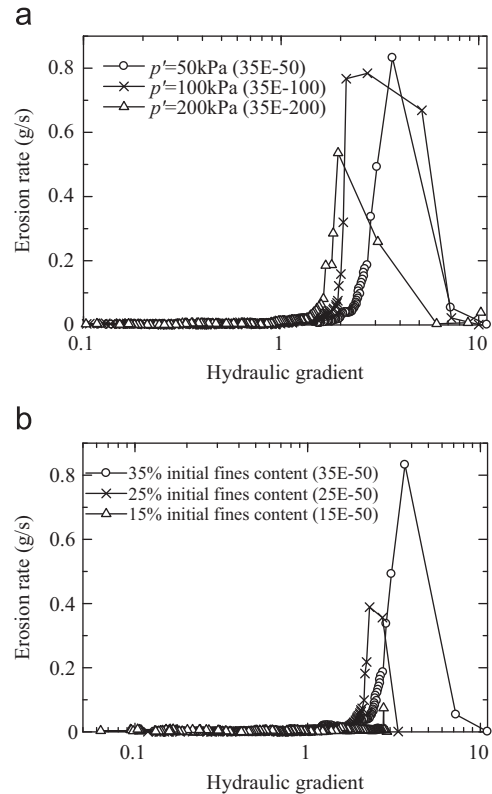 a
0.8
0.6
0.4
0.2
0
Erosion rate (g/s)
p'=50kPa (35E-50)
p'=100kPa (35E-100)
p'=200kPa (35E-200)
0.1 1 10
Hydraulic gradient
b
0.8
0.6
0.4
0.2
0
Erosion rate (g/s)
35% initial fines content (35E-50)
25% initial fines content (25E-50)
15% initial fines content (15E-50)
0.1 1 10
Hydraulic gradient